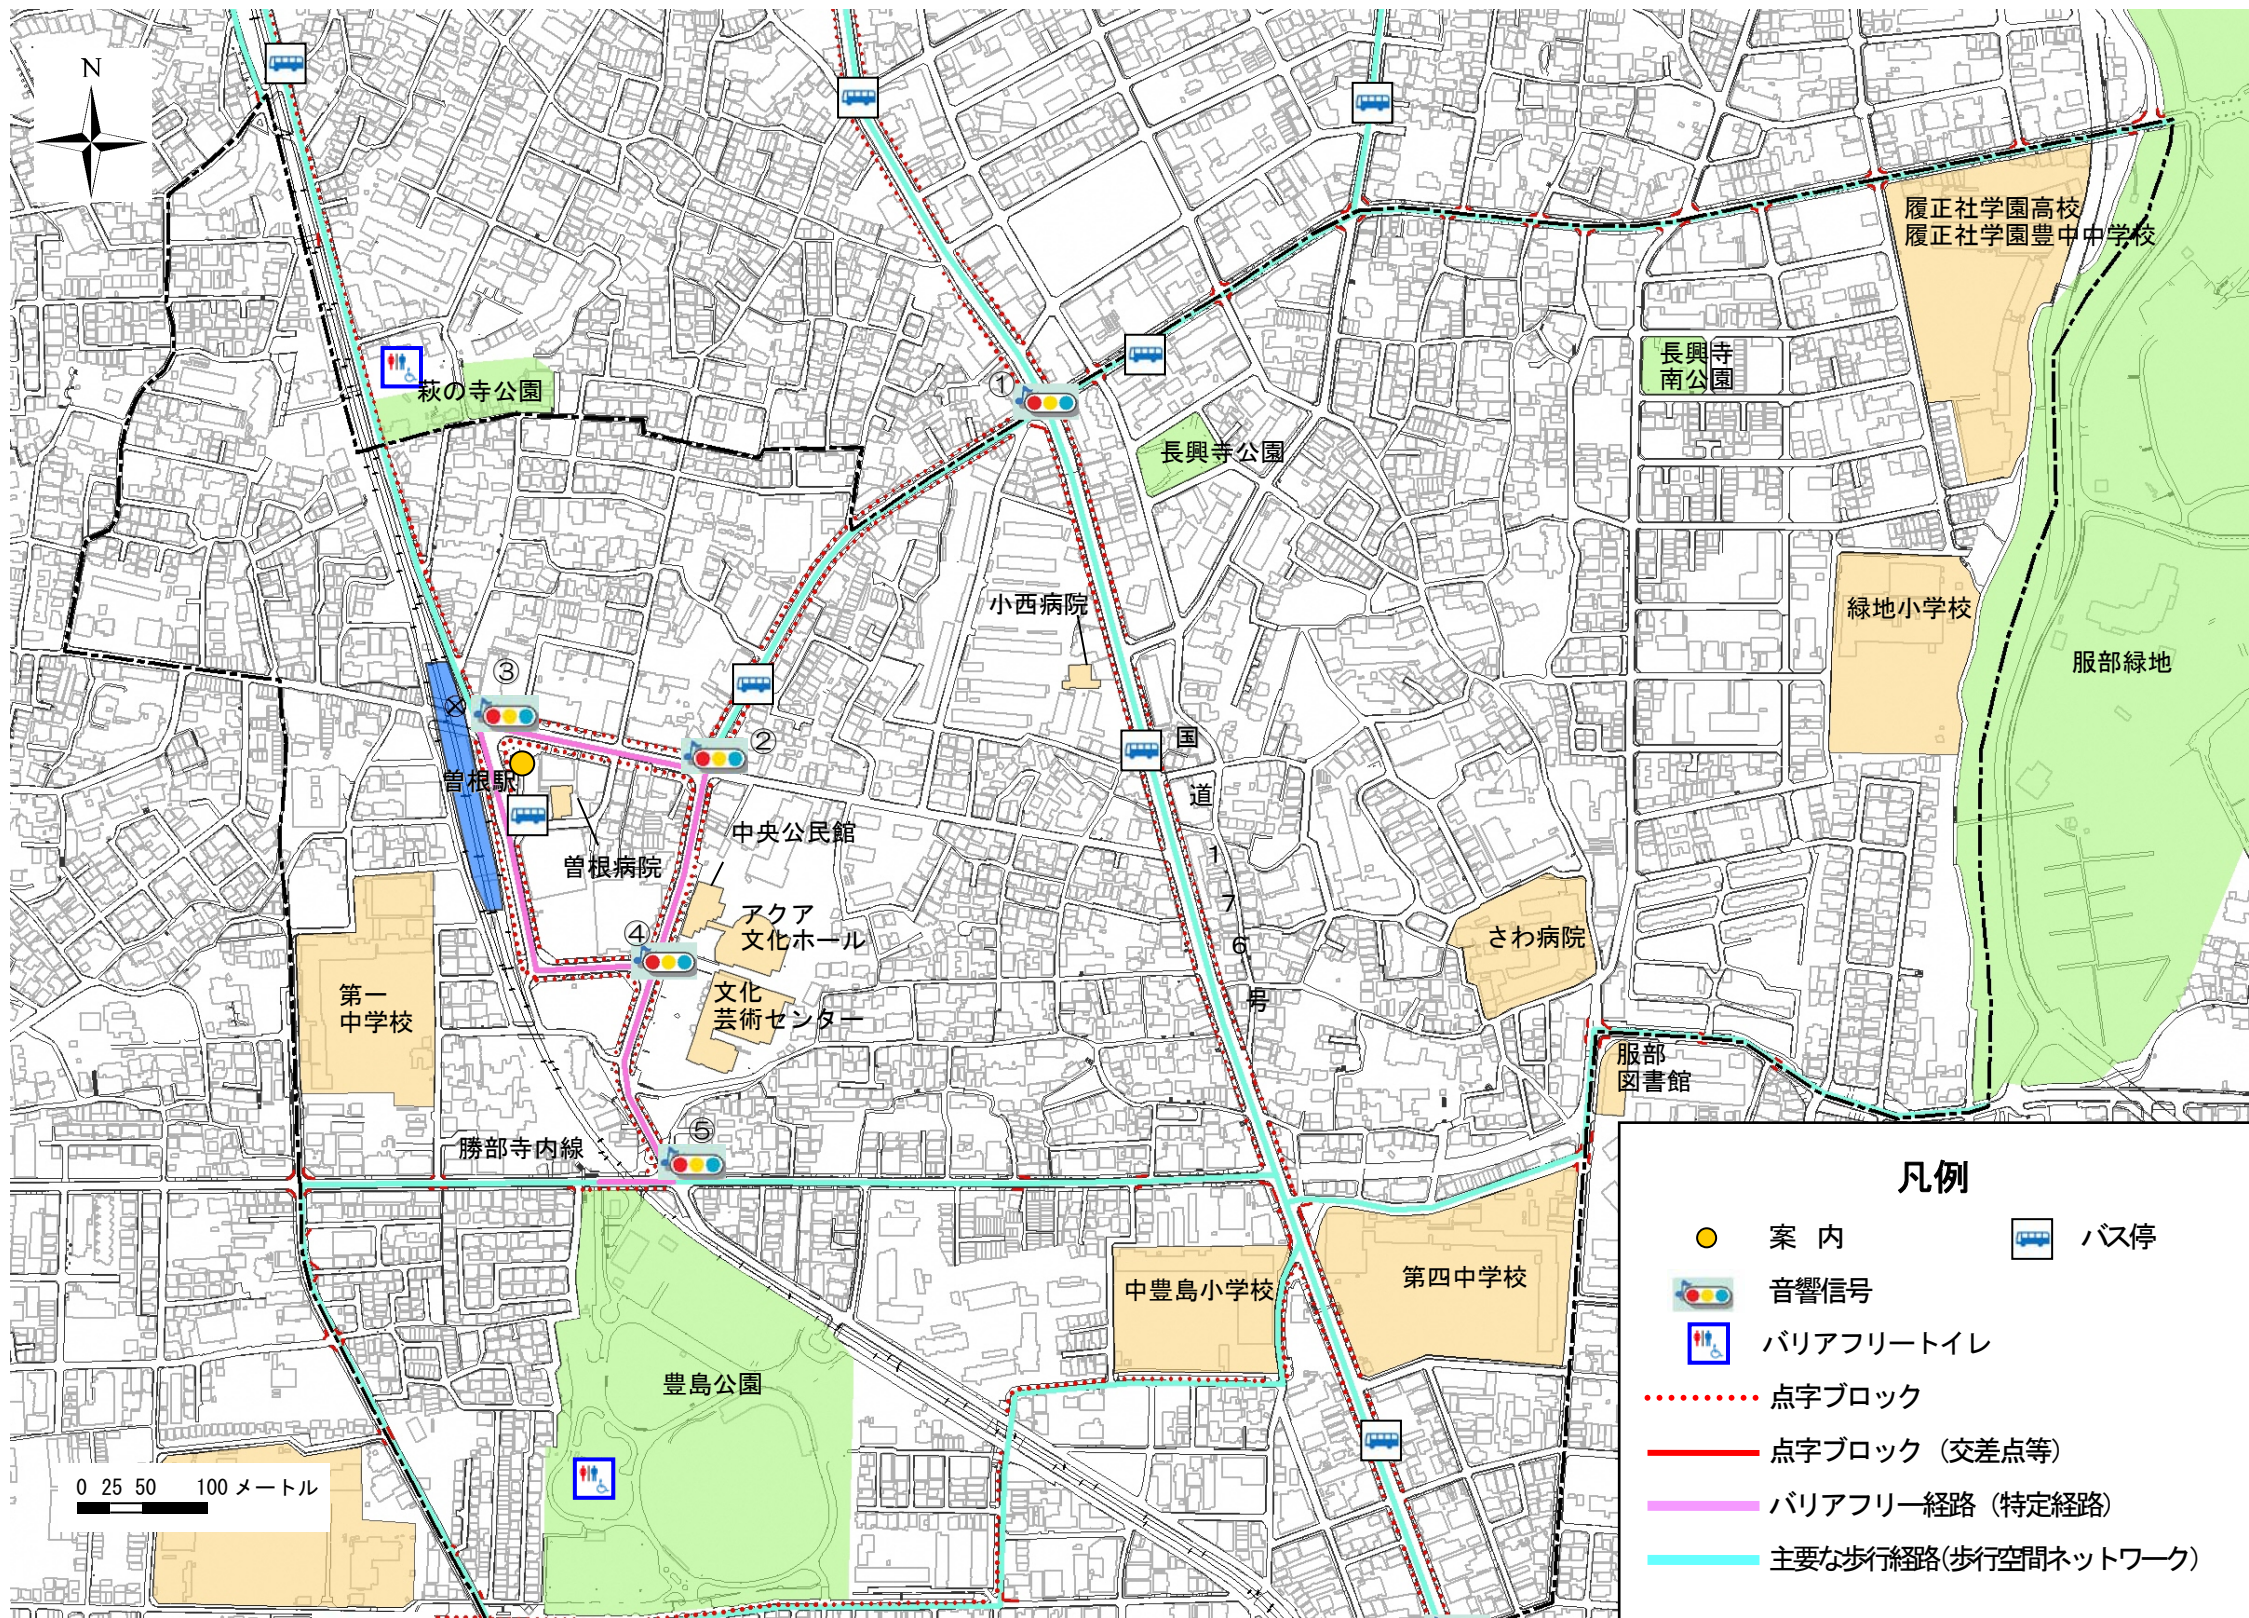 N
履正社学園高校
履正社学園豊中中学校
長興寺
南公園
萩の寺公園
①
長興寺公園
小西病院
緑地小学校
服部緑地
③
②
国
道
1
7
6
号
曽根駅
中央公民館
曽根病院
アクア
文化ホール
④
さわ病院
文化
芸術センター
第一
中学校
服部
図書館
⑤
勝部寺内線
中豊島小学校
第四中学校
豊島公園
0 25 50 100 メートル
凡例
案 内
バス停
音響信号
バリアフリートイレ
点字ブロック
点字ブロック（交差点等）
バリアフリー経路（特定経路）
主要な歩行経路(歩行空間ネットワーク)